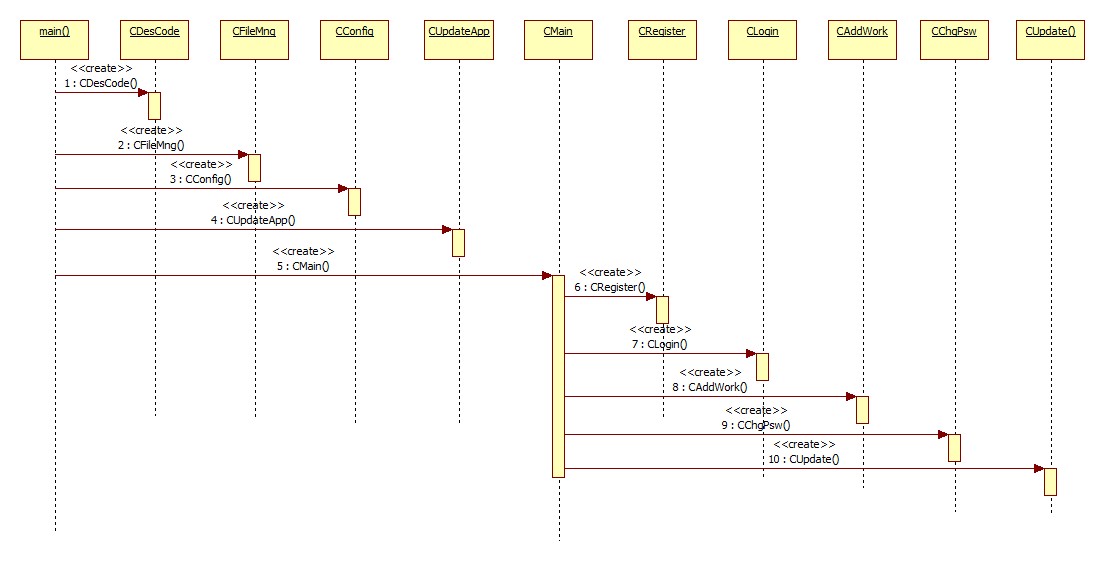 main()
CDesCode
CFileMng
CConfig
CUpdateApp
CMain
CRegister
CLogin
CAddWork
CChgPsw
CUpdate()
<<create>>
1 : CDesCode()
<<create>>
2 : CFileMng()
<<create>>
3 : CConfig()
<<create>>
4 : CUpdateApp()
<<create>>
5 : CMain()
<<create>>
6 : CRegister()
<<create>>
7 : CLogin()
<<create>>
8 : CAddWork()
<<create>>
9 : CChgPsw()
<<create>>
10 : CUpdate()